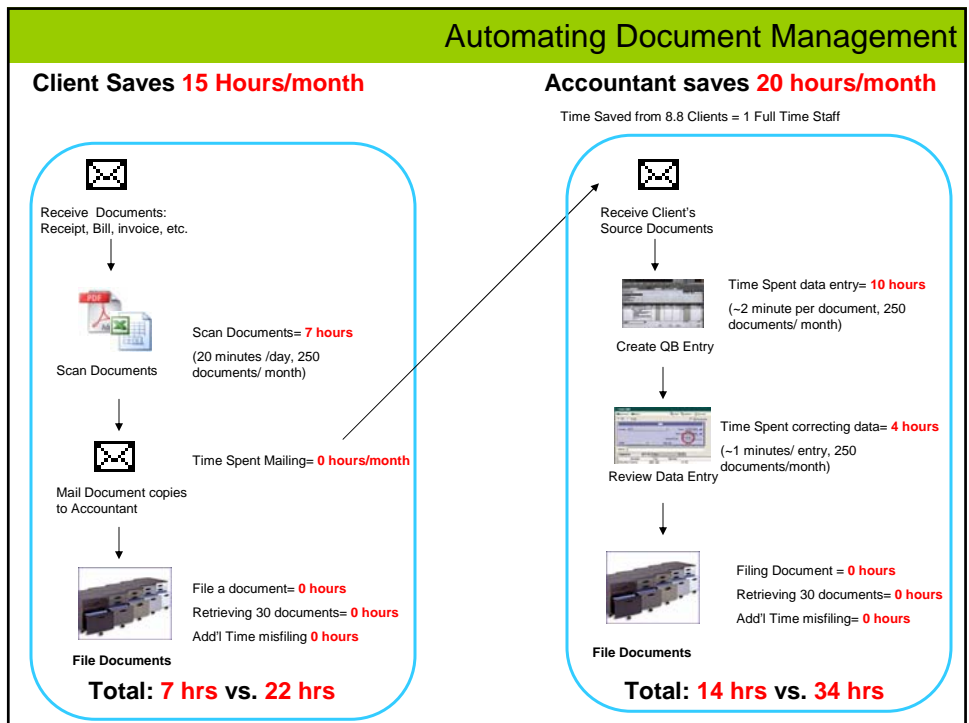 Automating Document Management
Client Saves 15 Hours/month
Receive  Documents:
Receipt, Bill, invoice, etc.
PDF
Scan Documents
Scan Documents= 7 hours
(20 minutes /day, 250
documents/ month)
Mail Document copies
to Accountant
Time Spent Mailing= 0 hours/month
File Documents
File a document= 0 hours
Retrieving 30 documents= 0 hours
Add'l Time misfiling 0 hours
Total: 7 hrs vs. 22 hrs
Accountant saves 20 hours/month
Time Saved from 8.8 Clients = 1 Full Time Staff
Receive Client's
Source Documents
Create QB Entry
Time Spent data entry= 10 hours
(~2 minute per document, 250
documents/ month)
Review Data Entry
Time Spent correcting data= 4 hours
(~1 minutes/ entry, 250
documents/month)
File Documents
Filing Document = 0 hours
Retrieving 30 documents= 0 hours
Add'l Time misfiling= 0 hours
Total: 14 hrs vs. 34 hrs